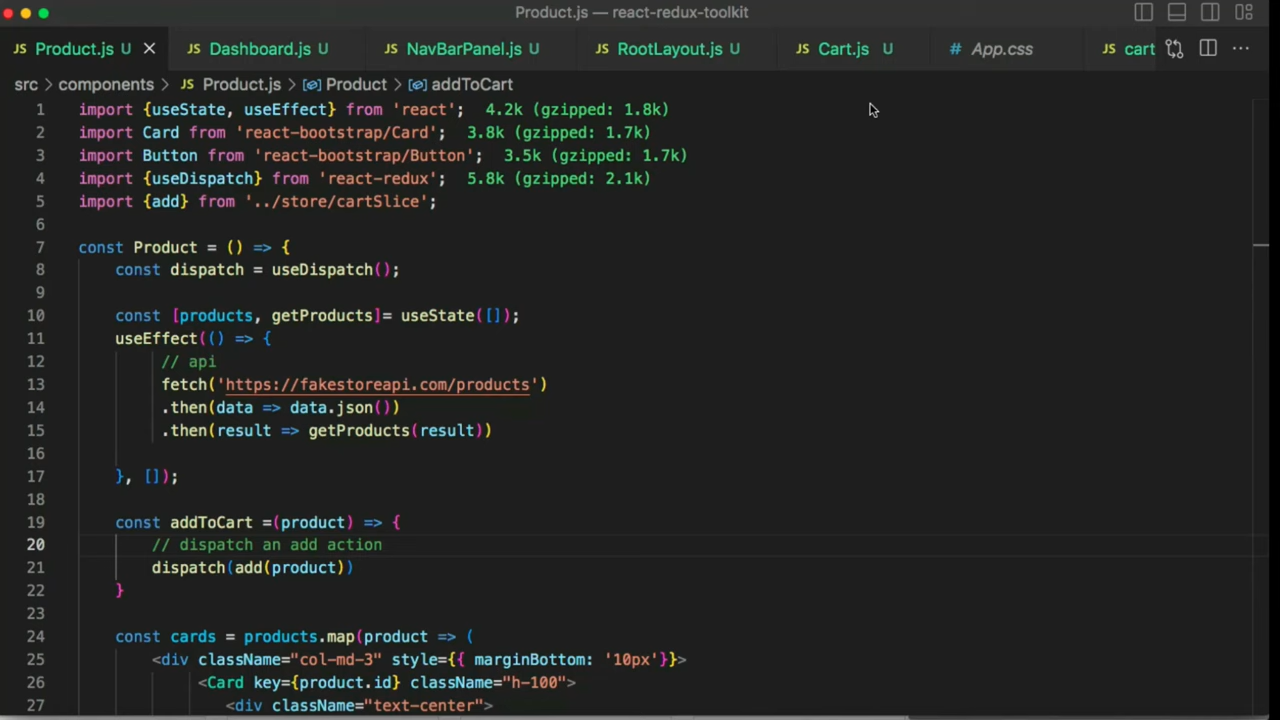 Product.js — react-redux-toolkit
JS Product.js U JS Dashboard.js U JS NavBarPanel.js U JS RootLayout.js U JS Cart.js U # App.css JS cart
src > components > JS Product.js > Product > addToCart
1 import {useState, useEffect} from 'react'; 4.2k (gzipped: 1.8k)
2 import Card from 'react-bootstrap/Card'; 3.8k (gzipped: 1.7k)
3 import Button from 'react-bootstrap/Button'; 3.5k (gzipped: 1.7k)
4 import {useDispatch} from 'react-redux'; 5.8k (gzipped: 2.1k)
5 import {add} from '../store/cartSlice';
6
7 const Product = () => {
8 const dispatch = useDispatch();
9
10 const [products, getProducts]= useState([]);
11 useEffect(() => {
12 // api
13 fetch('https://fakestoreapi.com/products')
14 .then(data => data.json())
15 .then(result => getProducts(result))
16
17 }, []);
18
19 const addToCart =(product) => {
20 // dispatch an add action
21 dispatch(add(product))
22 }
23
24 const cards = products.map(product => (
25 <div className="col-md-3" style={{ marginBottom: '10px'}}>
26 <Card key={product.id} className="h-100">
27 <div className="text-center">